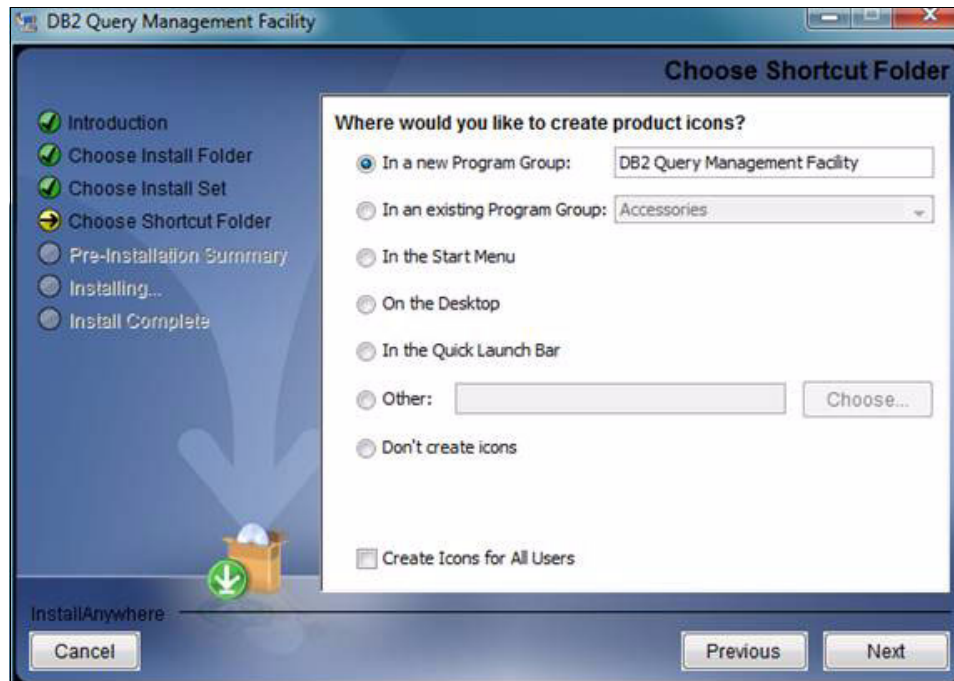 DB2 Query Management Facility
Choose Shortcut Folder
Introduction
Choose Install Folder
Choose Install Set
Choose Shortcut Folder
Pre-Installation Summary
Installing...
Install Complete
Where would you like to create product icons?
In a new Program Group: DB2 Query Management Facility
In an existing Program Group: Accessories
In the Start Menu
On the Desktop
In the Quick Launch Bar
Other: Choose...
Don't create icons
Create Icons for All Users
InstallAnywhere
Cancel Previous Next